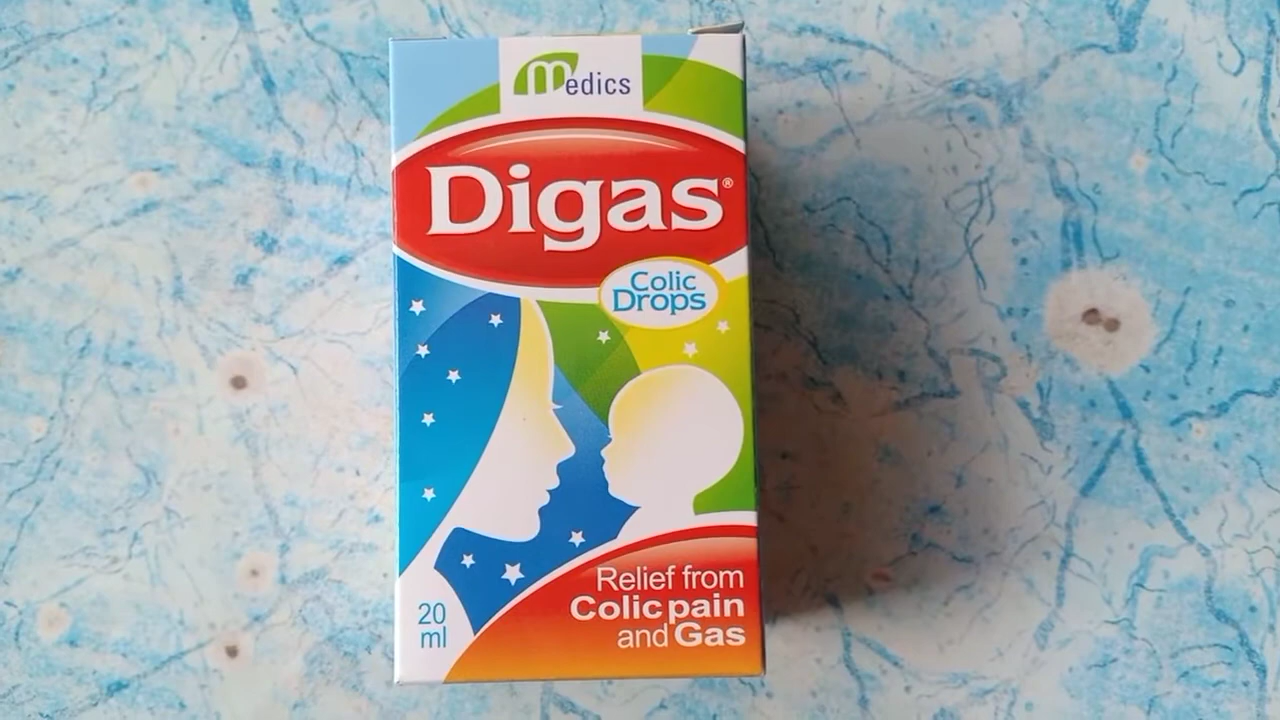 medics
Digas®
Colic
Drops
Relief from
Colic pain
and Gas
20
ml